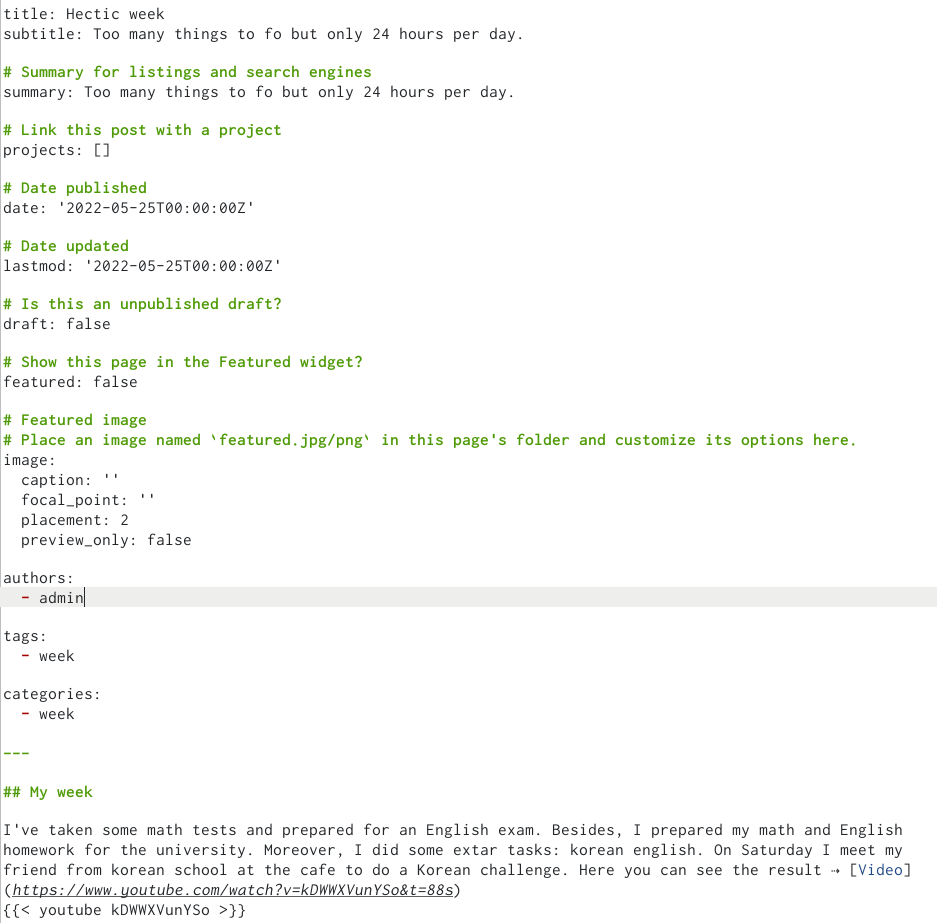 title: Hectic week
subtitle: Too many things to fo but only 24 hours per day.
# Summary for listings and search engines
summary: Too many things to fo but only 24 hours per day.
# Link this post with a project
projects: []
# Date published
date: '2022-05-25T00:00:00Z'
# Date updated
lastmod: '2022-05-25T00:00:00Z'
# Is this an unpublished draft?
draft: false
# Show this page in the Featured widget?
featured: false
# Featured image
# Place an image named `featured.jpg/png` in this page's folder and customize its options here.
image:
  caption: ''
  focal_point: ''
  placement: 2
  preview_only: false
authors:
  - admin
tags:
  - week
categories:
  - week
---
## My week
I've taken some math tests and prepared for an English exam. Besides, I prepared my math and English
homework for the university. Moreover, I did some extar tasks: korean english. On Saturday I meet my
friend from korean school at the cafe to do a Korean challenge. Here you can see the result → [Video]
(https://www.youtube.com/watch?v=kDWWXVunYSo&t=88s)
{{< youtube kDWWXVunYSo >}}